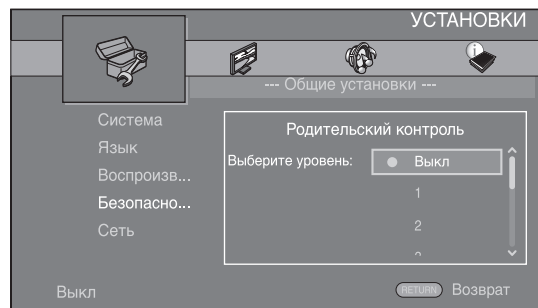 УСТАНОВКИ
--- Общие установки ---
Система
Язык
Воспроизв...
Безопасно...
Сеть
Родительский контроль
Выберите уровень:
Выкл
1
2
Выкл
RETURN Возврат